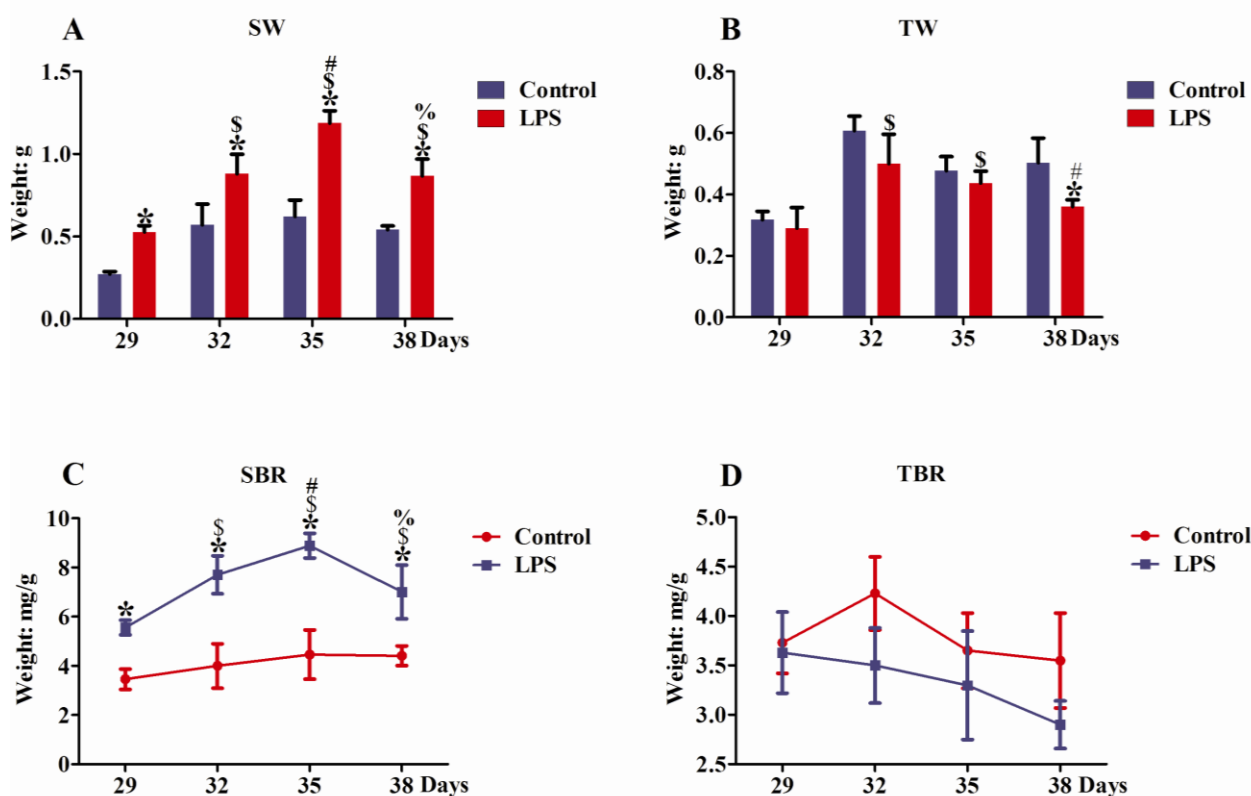 A
SW
Weight: g
1.5
1.0
0.5
0.0
*
$
*
#
$
*
%
$
*
Control
LPS
29 32 35 38 Days
B
TW
Weight: g
0.8
0.6
0.4
0.2
0.0
$
$
#
*
Control
LPS
29 32 35 38 Days
C
SBR
Weight: mg/g
10
8
6
4
2
0
*
$
*
#
$
*
%
$
*
Control
LPS
29 32 35 38 Days
D
TBR
Weight: mg/g
5.0
4.5
4.0
3.5
3.0
2.5
Control
LPS
29 32 35 38 Days